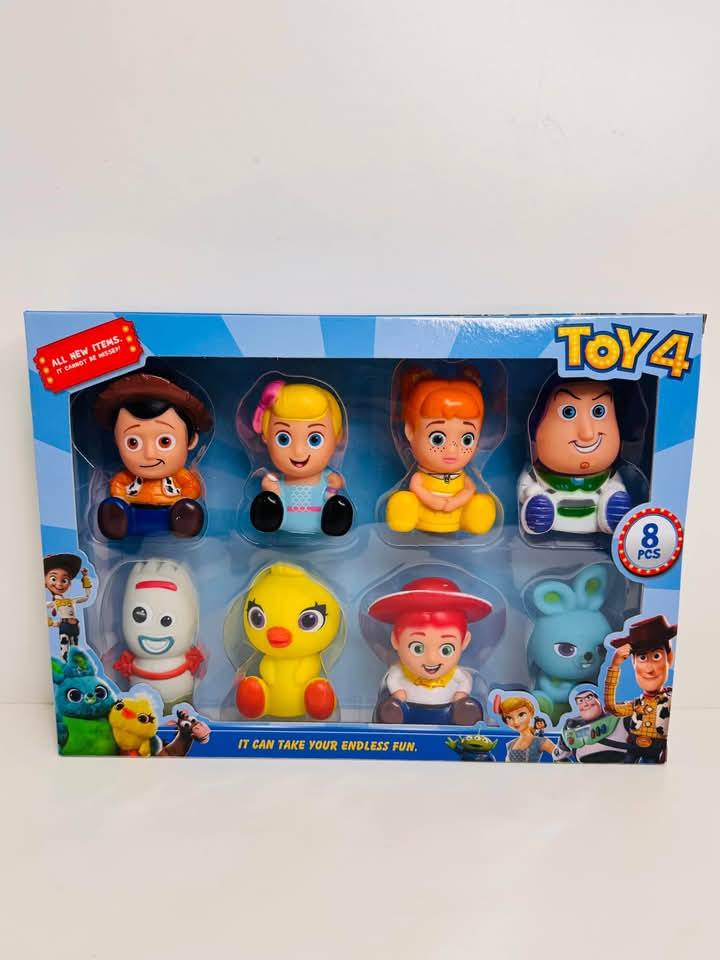 ALL NEW ITEMS.
IT CANNOT BE MISSED!
TOY 4
8
PCS
IT CAN TAKE YOUR ENDLESS FUN.